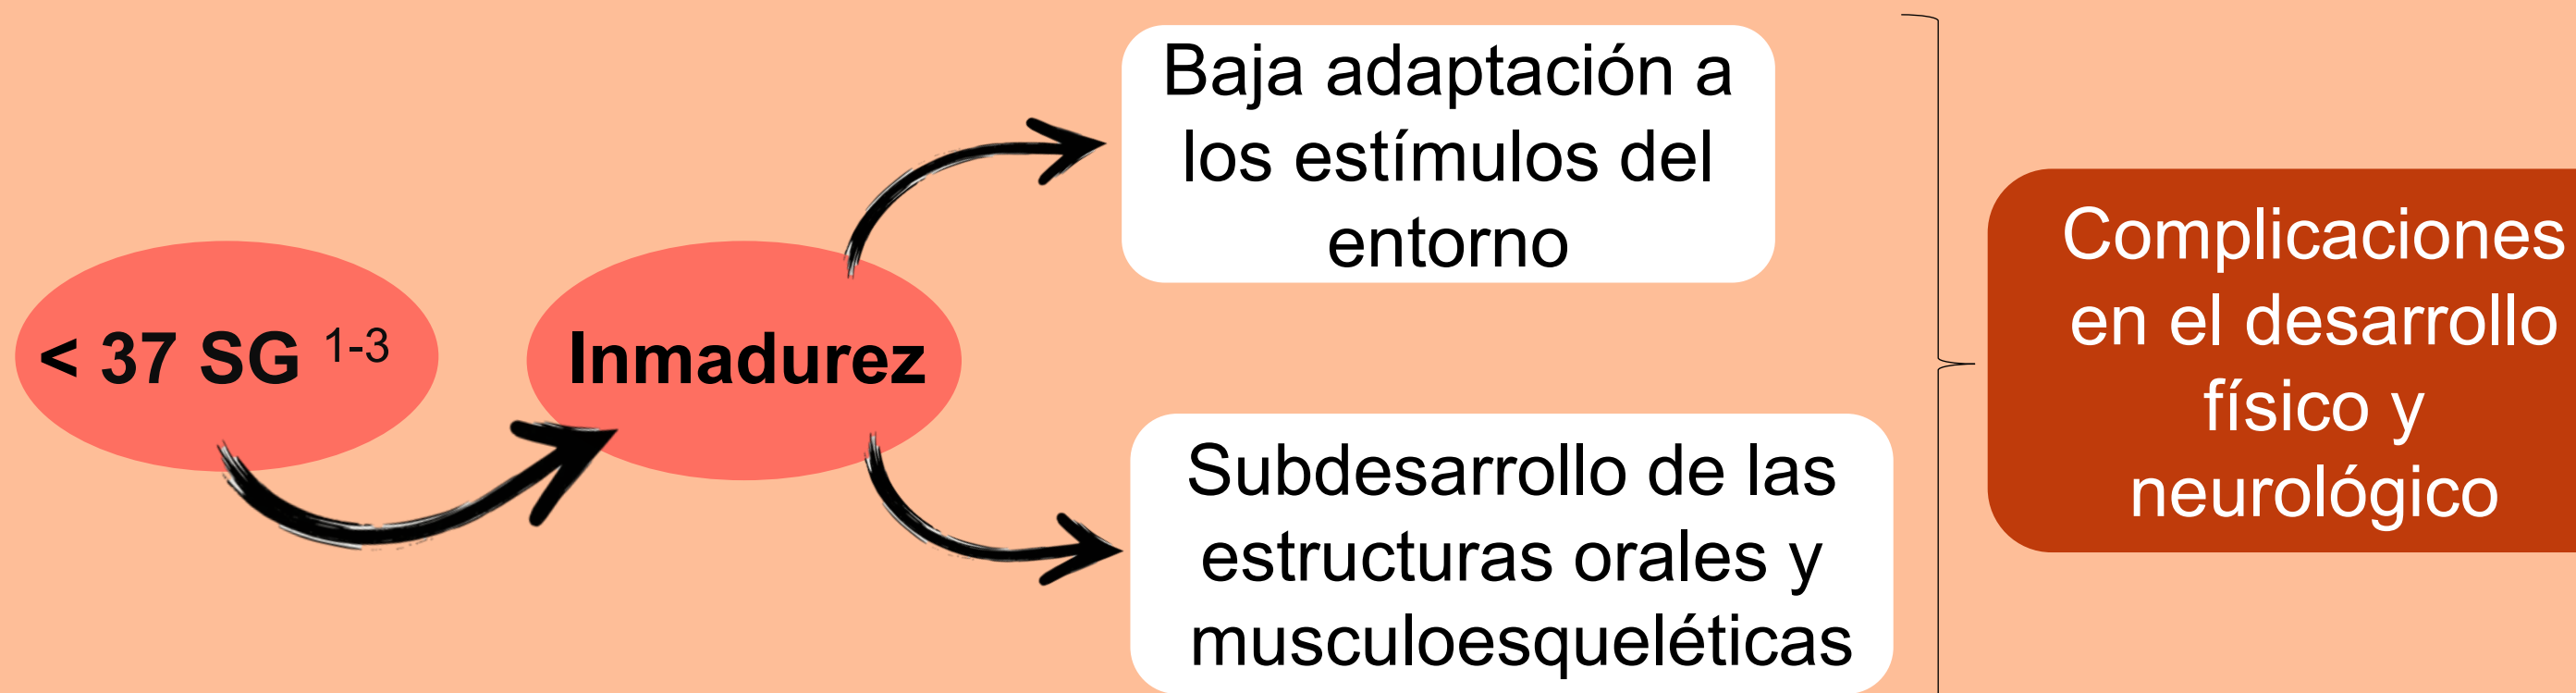 < 37 SG 1-3
Inmadurez
Baja adaptación a
los estímulos del
entorno
Subdesarrollo de las
estructuras orales y
musculoesqueléticas
Complicaciones
en el desarrollo
físico y
neurológico